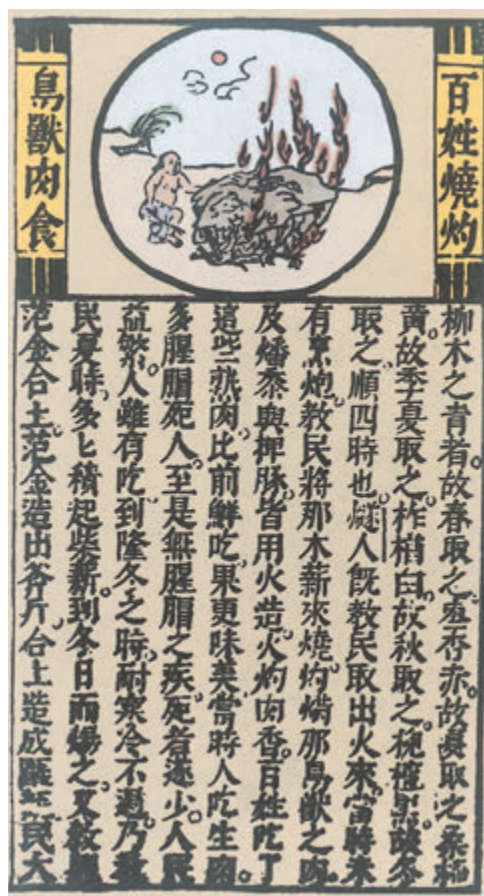 百姓燒灼
鳥獸肉食
柳木之青者。故春取之。杏赤。故夏取之。桑柘
黃。故季夏取之。柞楢白。故秋取之。槐檀黑。故冬
取之。順四時也。燧人既教民取出火來。當時未
有烹炮。教民將那木薪來燒灼那鳥獸之肉
及燔黍與捭豚。皆用火造。火灼肉香。百姓吃了
這些熟肉。比前鮮吃。果更味美。當時人吃生肉。
多腥臊死人。至是無腥臊之疾。死者遂少。人民
益繁。人雖有吃。到隆冬之時。耐寒冷不過。乃教
民夏時。多匕積起柴薪。到冬日而煬之。又教
范金合土。范金造出斧斤。合土造成民大